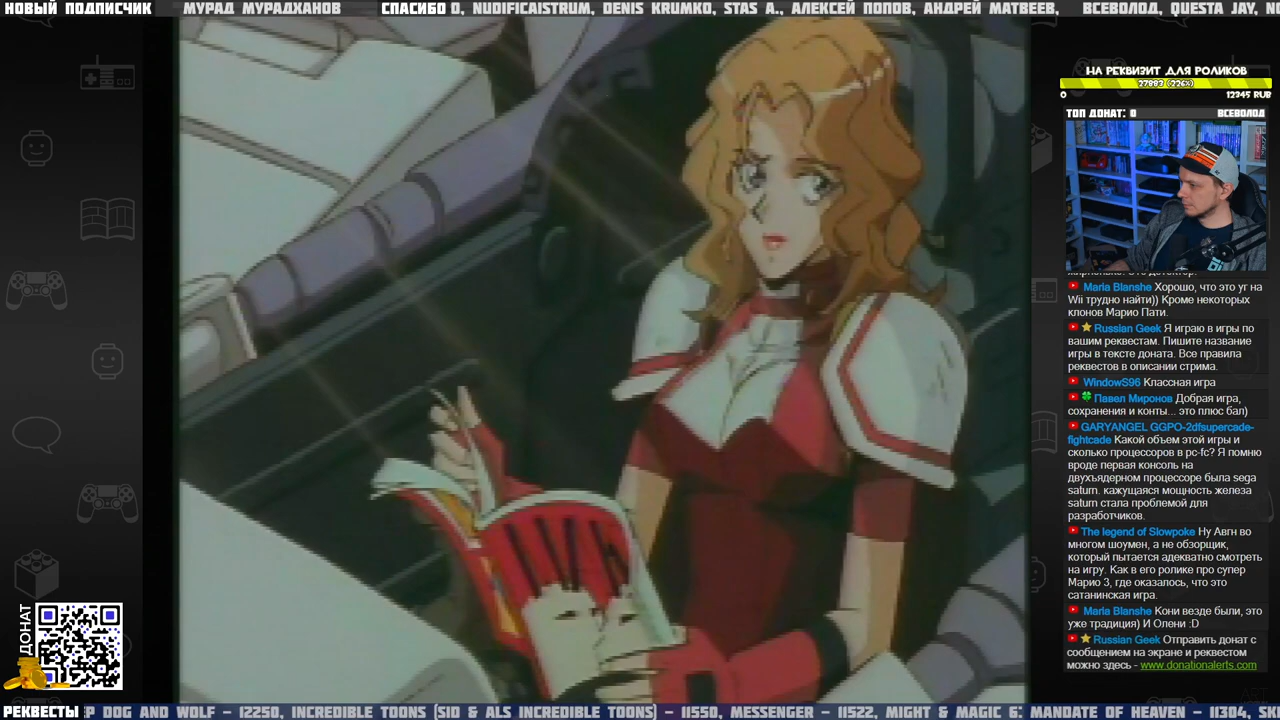 НОВЫЙ ПОДПИСЧИК МУРАД МУРАДХАНОВ СПАСИБО O, NUDIFICAISTRUM, DENIS KRUMKO, STAS A., АЛЕКСЕЙ ПОПОВ, АНДРЕЙ МАТВЕЕВ, ВСЕВОЛОД, QUESTA JAY,
НА РЕКВИЗИТ ДЛЯ РОЛИКОВ
27893 (226%)
0 12345 RUB
ТОП ДОНАТ: 0 ВСЕВОЛОД
Maria Blanshe Хорошо, что это уг на
Wii трудно найти)) Кроме некоторых
клонов Марио Пати.
Russian Geek Я играю в игры по
вашим реквестам. Пишите название
игры в тексте доната. Все правила
реквестов в описании стрима.
WindowS96 Классная игра
Павел Миронов Добрая игра,
сохранения и конты... это плюс бал)
GARYANGEL GGPO-2dfsupercade-
fightcade Какой объем этой игры и
сколько процессоров в pc-fc? Я помню
вроде первая консоль на
двухъядерном процессоре была sega
saturn. кажущаяся мощность железа
saturn стала проблемой для
разработчиков.
The legend of Slowpoke Ну Авгн во
многом шоумен, а не обзорщик,
который пытается адекватно смотреть
на игру. Как в его ролике про супер
Марио 3, где оказалось, что это
сатанинская игра.
Maria Blanshe Кони везде были, это
уже традиция) И Олени :D
Russian Geek Отправить донат с
сообщением на экране и реквестом
можно здесь - www.donationalerts.com
ДОНАТ
РЕКВЕСТЫ P DOG AND WOLF – 12250, INCREDIBLE TOONS (SID & ALS INCREDIBLE TOONS) – 11550, MESSENGER – 11522, MIGHT & MAGIC 6: MANDATE OF HEAVEN – 11304,